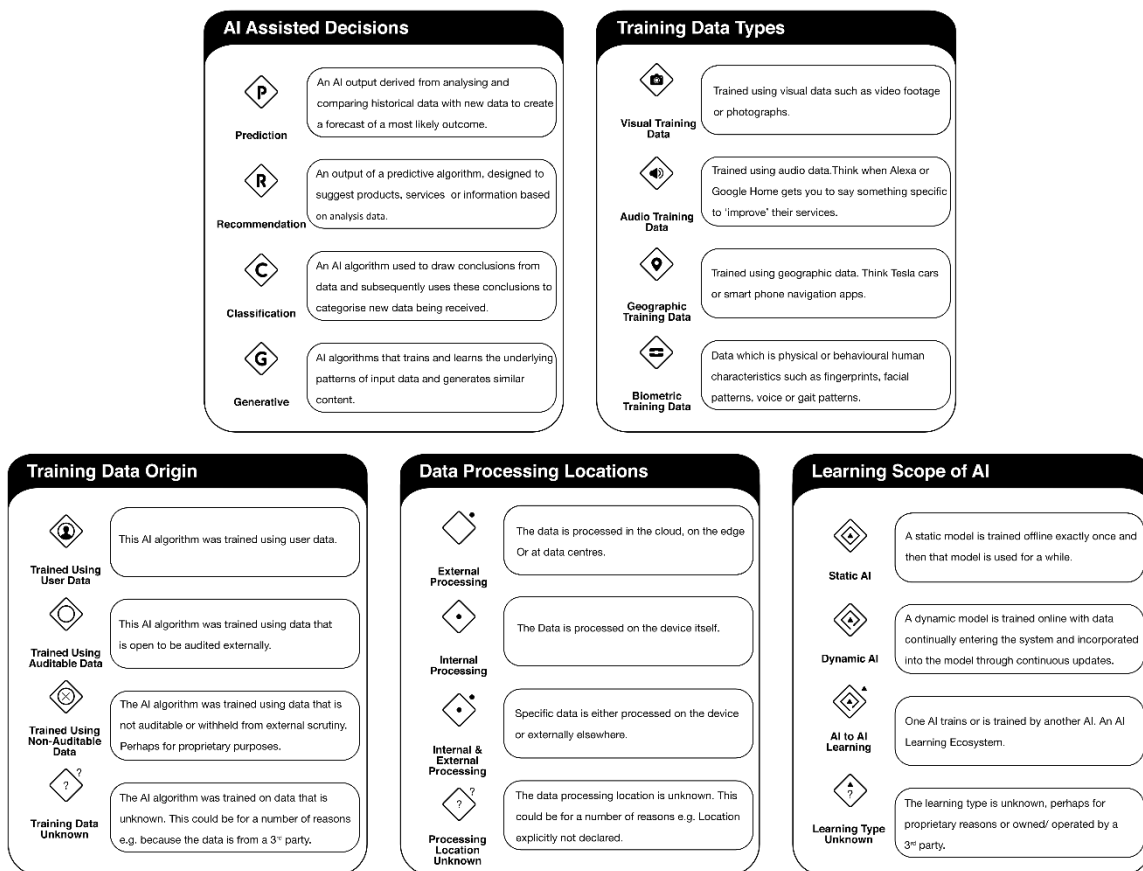 AI Assisted Decisions
P
Prediction
An AI output derived from analysing and
comparing historical data with new data to create
a forecast of a most likely outcome.
R
Recommendation
An output of a predictive algorithm, designed to
suggest products, services or information based
on analysis data.
C
Classification
An AI algorithm used to draw conclusions from
data and subsequently uses these conclusions to
categorise new data being received.
G
Generative
AI algorithms that trains and learns the underlying
patterns of input data and generates similar
content.
Training Data Types
Visual Training
Data
Trained using visual data such as video footage
or photographs.
Audio Training
Data
Trained using audio data.Think when Alexa or
Google Home gets you to say something specific
to ‘improve’ their services.
Geographic
Training Data
Trained using geographic data. Think Tesla cars
or smart phone navigation apps.
Biometric
Training Data
Data which is physical or behavioural human
characteristics such as fingerprints, facial
patterns, voice or gait patterns.
Training Data Origin
Trained Using
User Data
This AI algorithm was trained using user data.
Trained Using
Auditable Data
This AI algorithm was trained using data that
is open to be audited externally.
Trained Using
Non-Auditable
Data
The AI algorithm was trained using data that is
not auditable or withheld from external scrutiny.
Perhaps for proprietary purposes.
? ?
Training Data
Unknown
The AI algorithm was trained on data that is
unknown. This could be for a number of reasons
e.g. because the data is from a 3rd party.
Data Processing Locations
External
Processing
The data is processed in the cloud, on the edge
Or at data centres.
Internal
Processing
The Data is processed on the device itself.
Internal &
External
Processing
Specific data is either processed on the device
or externally elsewhere.
? ?
Processing
Location
Unknown
The data processing location is unknown. This
could be for a number of reasons e.g. Location
explicitly not declared.
Learning Scope of AI
Static AI
A static model is trained offline exactly once and
then that model is used for a while.
Dynamic AI
A dynamic model is trained online with data
continually entering the system and incorporated
into the model through continuous updates.
AI to AI
Learning
One AI trains or is trained by another AI. An AI
Learning Ecosystem.
?
Learning Type
Unknown
The learning type is unknown, perhaps for
proprietary reasons or owned/ operated by a
3rd party.